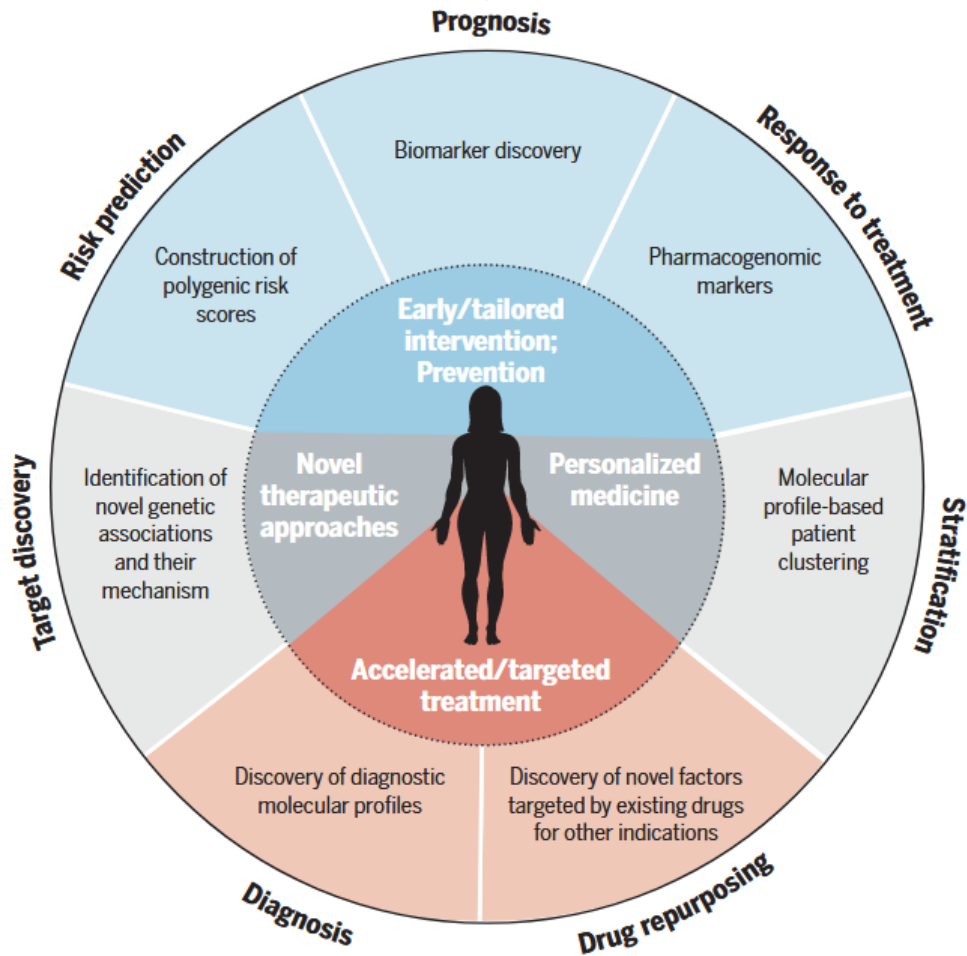 Prognosis
Biomarker discovery
Response to treatment
Pharmacogenomic
markers
Risk prediction
Construction of
polygenic risk
scores
Early/tailored
intervention;
Prevention
Novel
therapeutic
approaches
Personalized
medicine
Target discovery
Identification of
novel genetic
associations
and their
mechanism
Stratification
Molecular
profile-based
patient
clustering
Accelerated/targeted
treatment
Discovery of diagnostic
molecular profiles
Diagnosis
Discovery of novel factors
targeted by existing drugs
for other indications
Drug repurposing